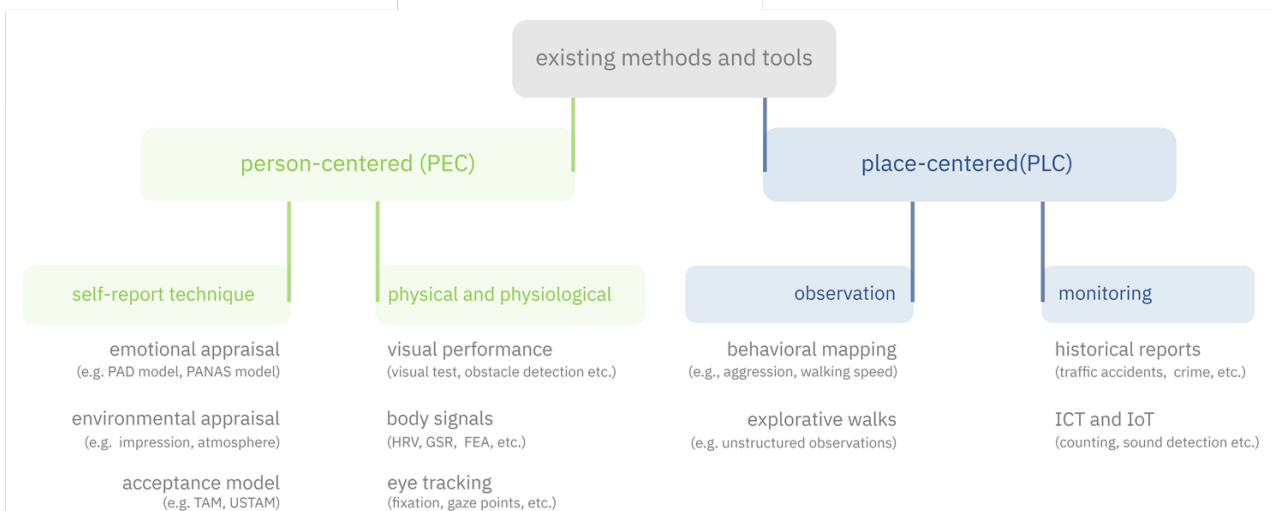 existing methods and tools
person-centered (PEC)
place-centered(PLC)
self-report technique
emotional appraisal
(e.g. PAD model, PANAS model)
environmental appraisal
(e.g. impression, atmosphere)
acceptance model
(e.g. TAM, USTAM)
physical and physiological
visual performance
(visual test, obstacle detection etc.)
body signals
(HRV, GSR, FEA, etc.)
eye tracking
(fixation, gaze points, etc.)
observation
behavioral mapping
(e.g., aggression, walking speed)
explorative walks
(e.g. unstructured observations)
monitoring
historical reports
(traffic accidents, crime, etc.)
ICT and IoT
(counting, sound detection etc.)